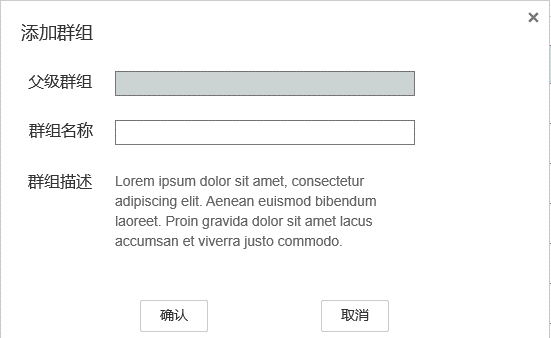 添加群组
父级群组
群组名称
群组描述
Lorem ipsum dolor sit amet, consectetur
adipiscing elit. Aenean euismod bibendum
laoreet. Proin gravida dolor sit amet lacus
accumsan et viverra justo commodo.
确认 取消